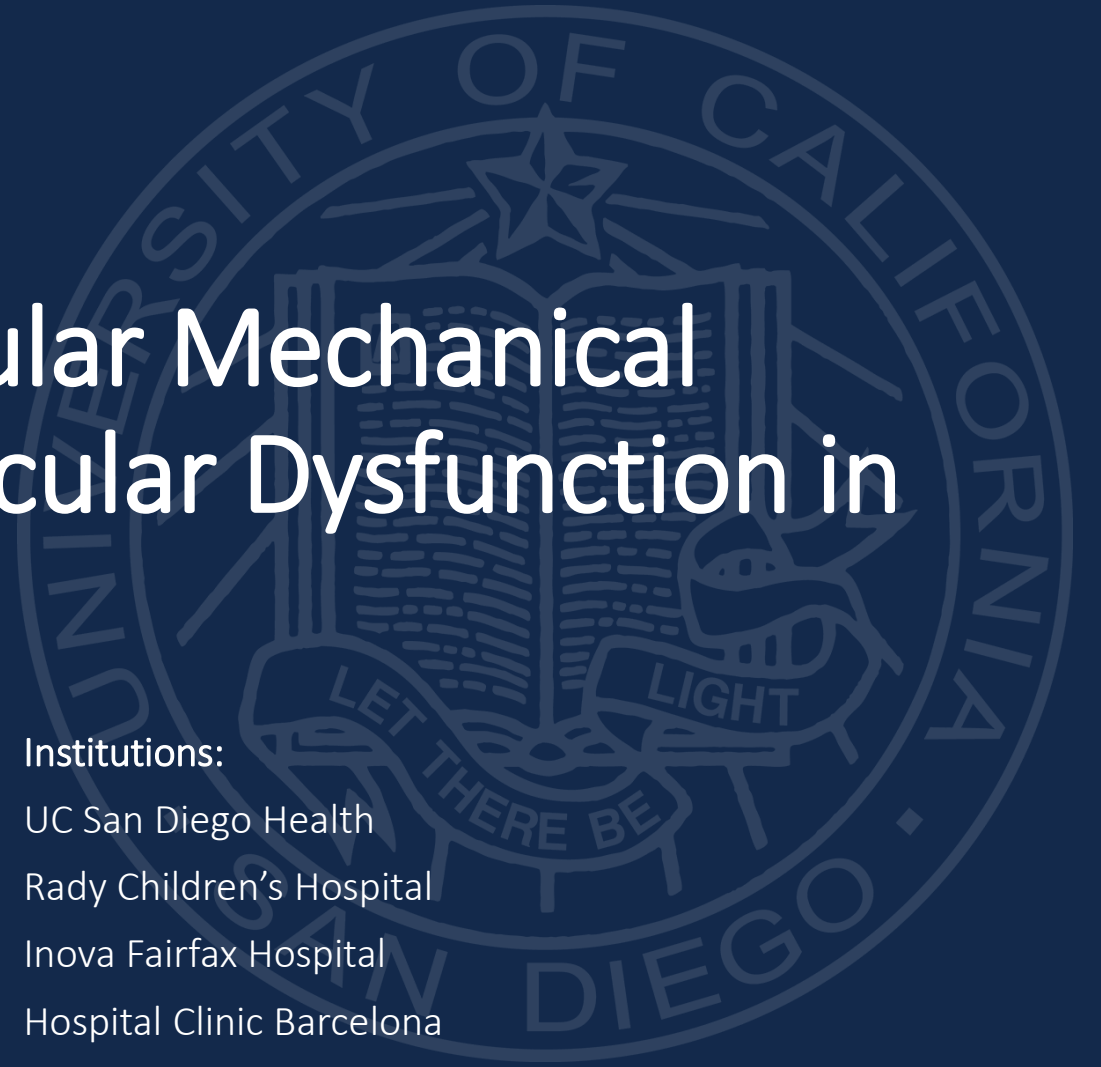 UNIVERSITY OF CALIFORNIA
ular Mechanical
cular Dysfunction in
LET THERE BE LIGHT
Institutions:
UC San Diego Health
Rady Children’s Hospital
Inova Fairfax Hospital
Hospital Clinic Barcelona
SAN DIEGO